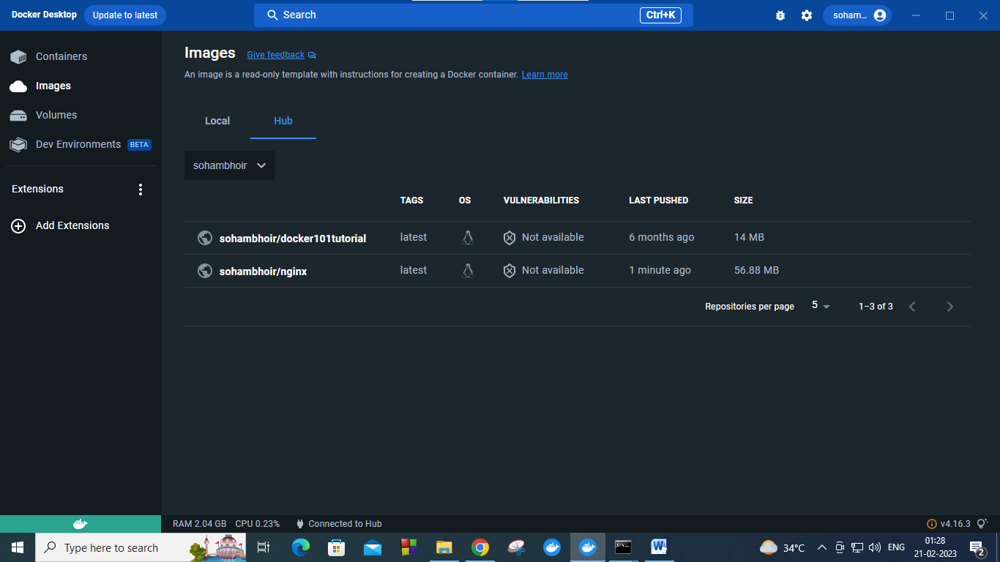 Docker Desktop Update to latest Search Ctrl+K soham...
Containers
Images
Volumes
Dev Environments BETA
Extensions
Add Extensions
Images Give feedback
An image is a read-only template with instructions for creating a Docker container. Learn more
Local Hub
sohambhoir
TAGS OS VULNERABILITIES LAST PUSHED SIZE
sohambhoir/docker101tutorial latest Not available 6 months ago 14 MB
sohambhoir/nginx latest Not available 1 minute ago 56.88 MB
Repositories per page 5 1–3 of 3
RAM 2.04 GB CPU 0.23% Connected to Hub v4.16.3
Type here to search 34°C ENG 01:28
21-02-2023 2